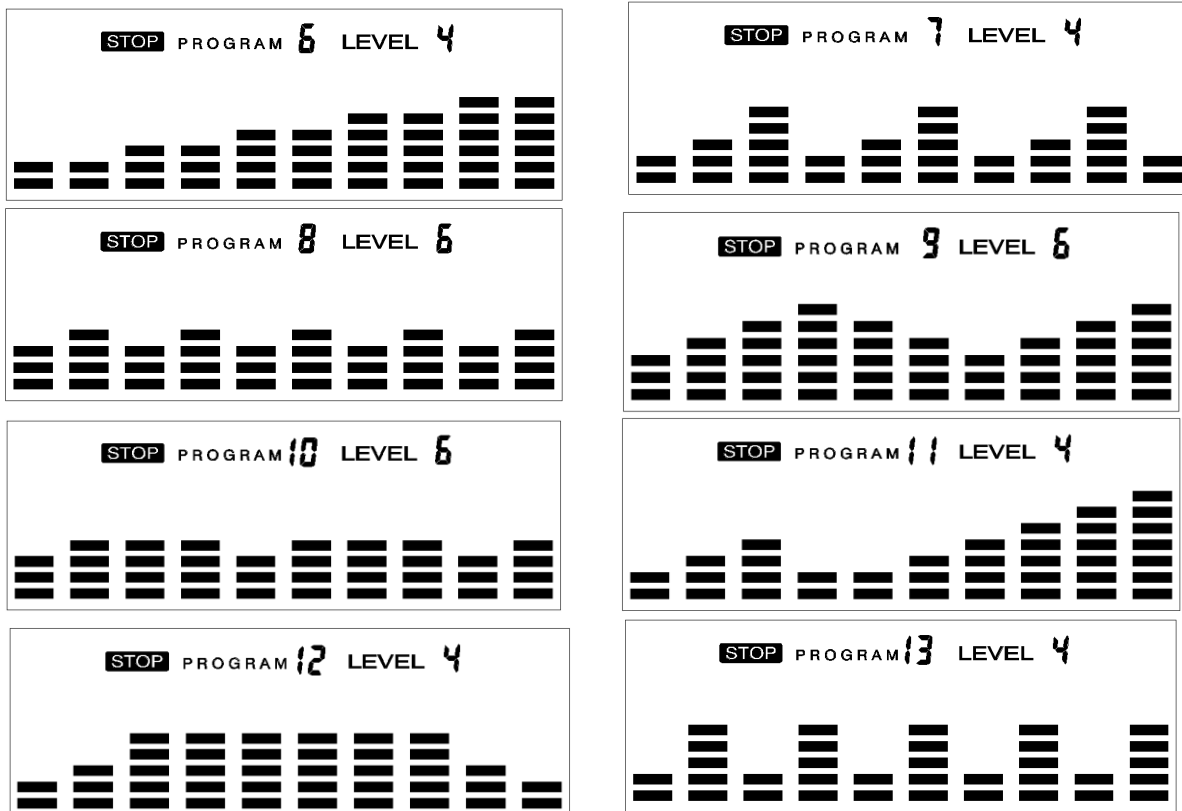 STOP PROGRAM 6 LEVEL 4
STOP PROGRAM 7 LEVEL 4
STOP PROGRAM 8 LEVEL 6
STOP PROGRAM 9 LEVEL 6
STOP PROGRAM 10 LEVEL 6
STOP PROGRAM 11 LEVEL 4
STOP PROGRAM 12 LEVEL 4
STOP PROGRAM 13 LEVEL 4